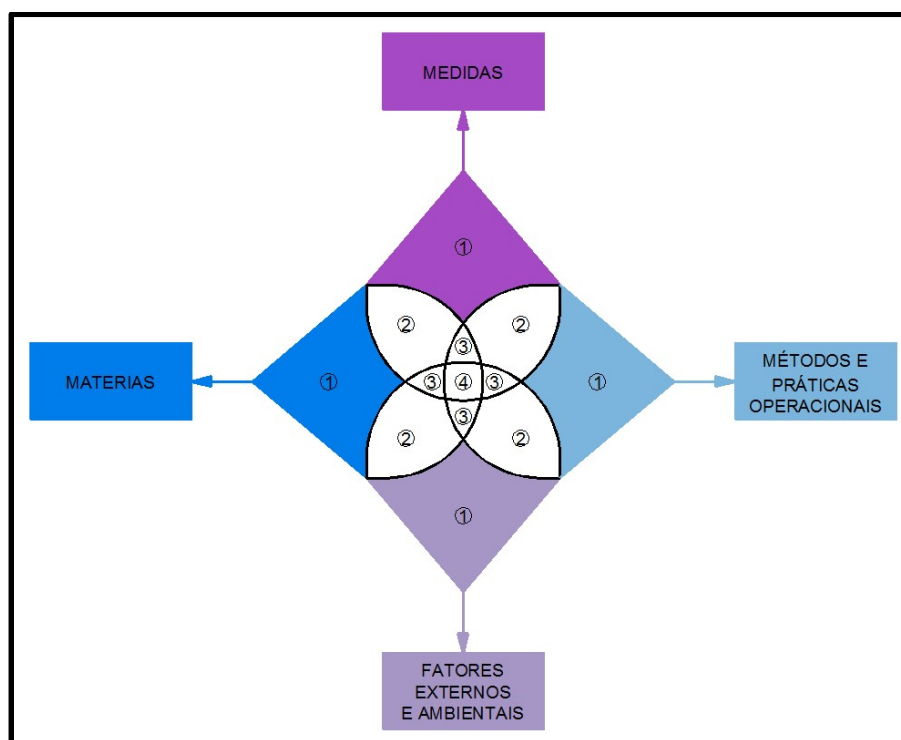 MEDIDAS
①
②
②
③
MATERIAS
①
③
④
③
①
MÉTODOS E
PRÁTICAS
OPERACIONAIS
③
②
②
①
FATORES
EXTERNOS
E AMBIENTAIS